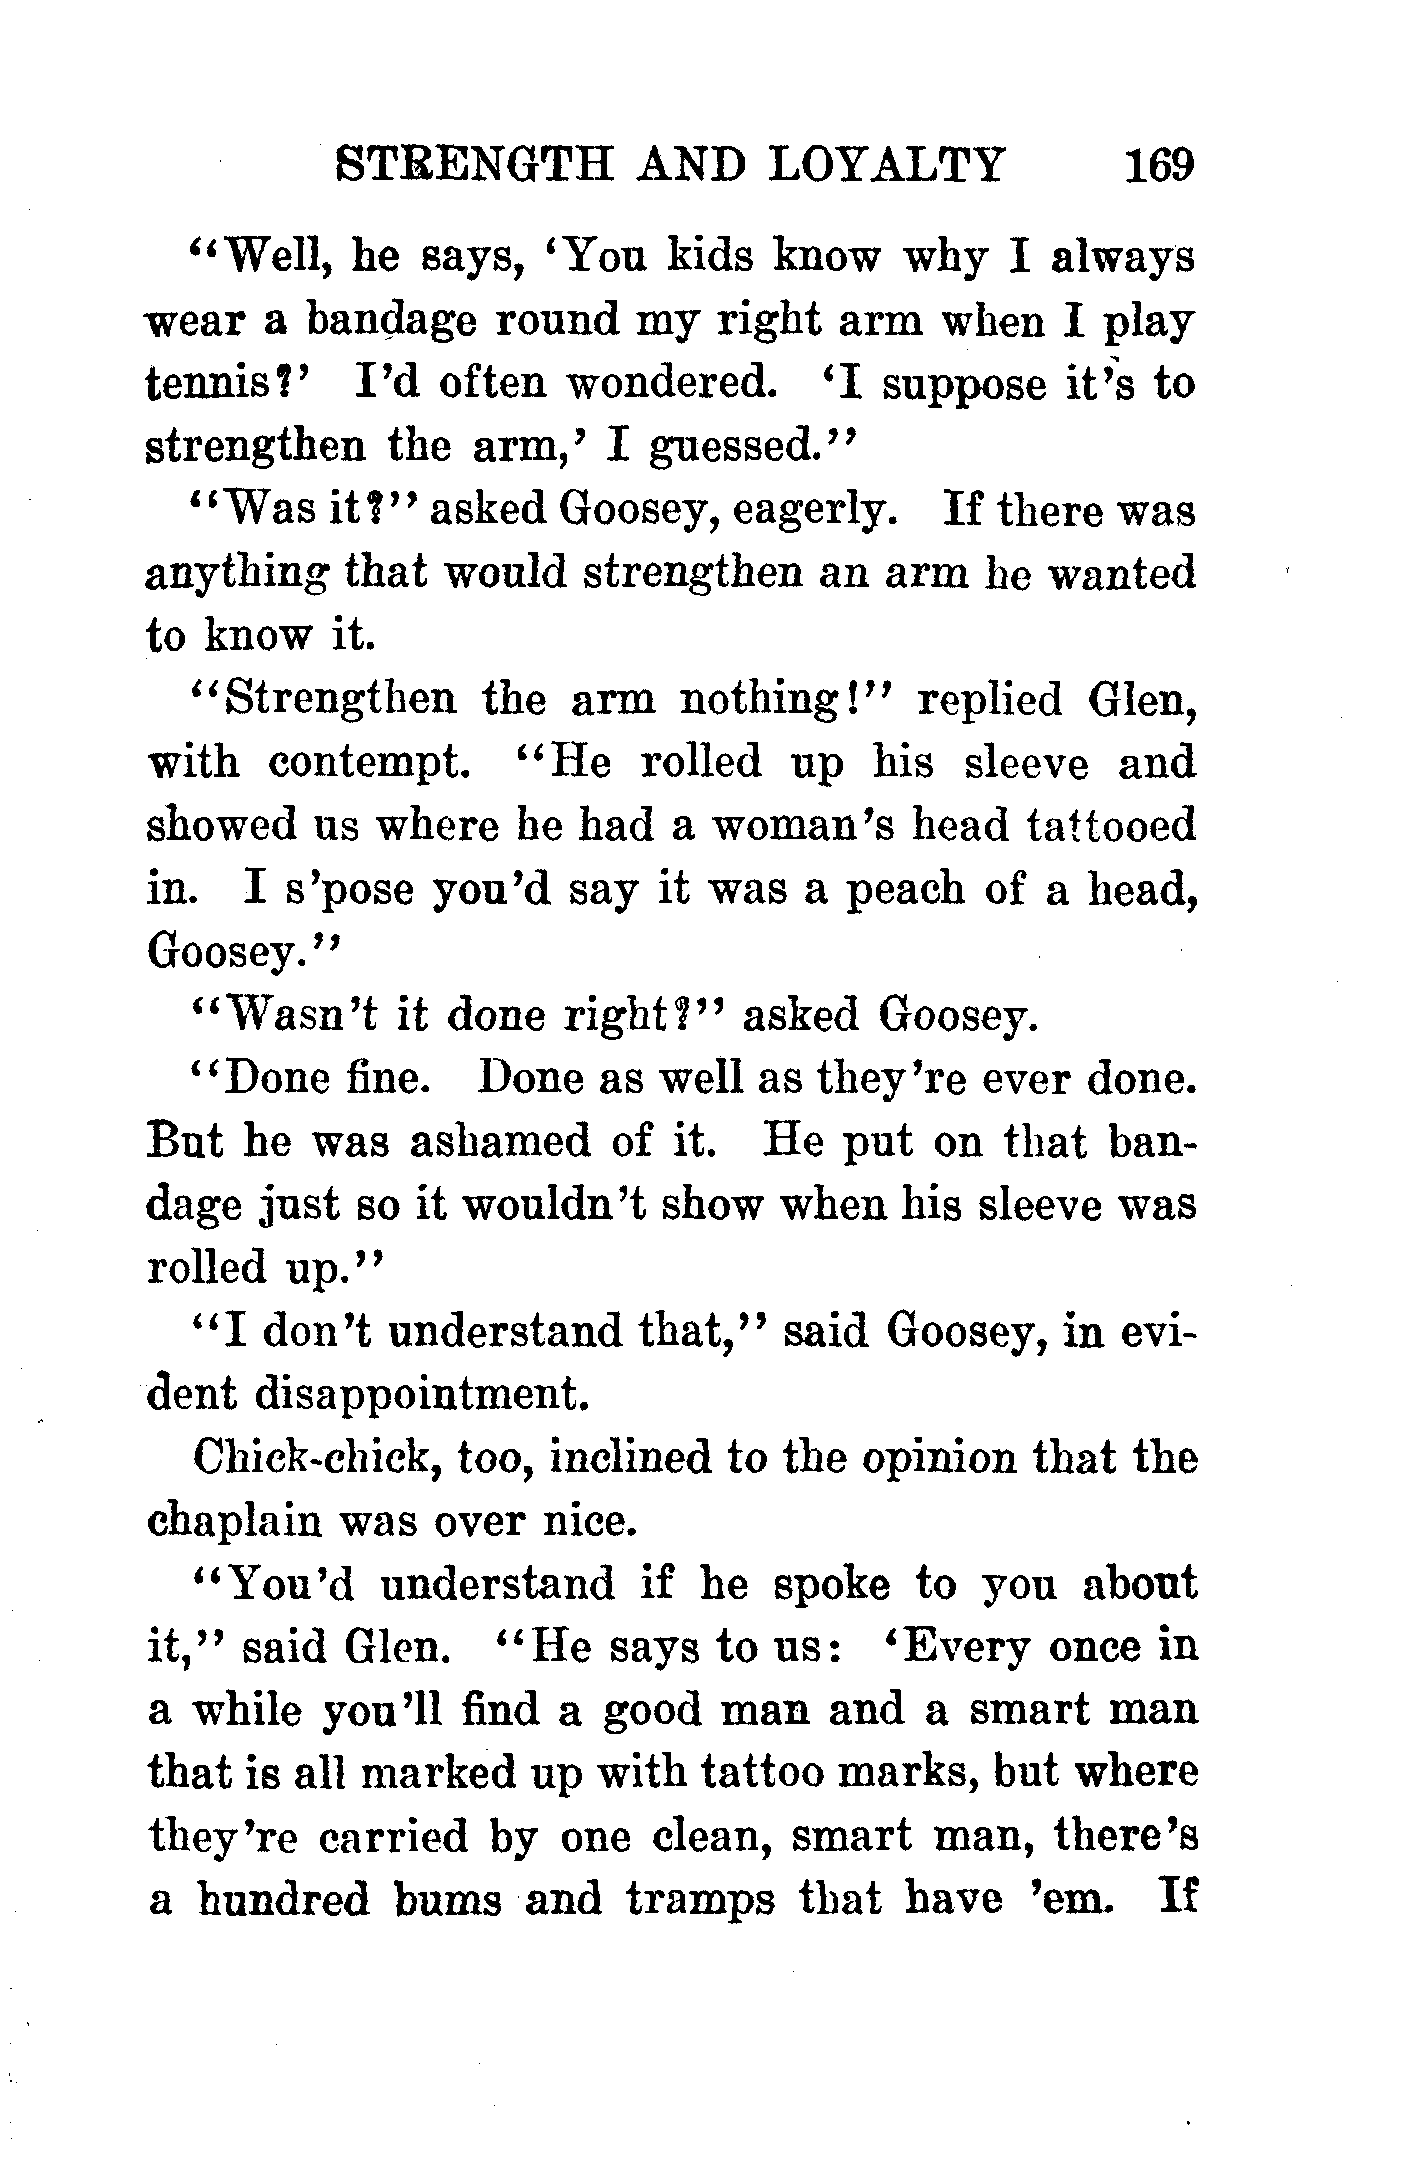 STRENGTH AND LOYALTY 169
“Well, he says, ‘You kids know why I always
wear a bandage round my right arm when I play
tennis?’ I’d often wondered. ‘I suppose it’s to
strengthen the arm,’ I guessed.”
“Was it?” asked Goosey, eagerly. If there was
anything that would strengthen an arm he wanted
to know it.
“Strengthen the arm nothing!” replied Glen,
with contempt. “He rolled up his sleeve and
showed us where he had a woman’s head tattooed
in. I s’pose you’d say it was a peach of a head,
Goosey.”
“Wasn’t it done right?” asked Goosey.
“Done fine. Done as well as they’re ever done.
But he was ashamed of it. He put on that ban-
dage just so it wouldn’t show when his sleeve was
rolled up.”
“I don’t understand that,” said Goosey, in evi-
dent disappointment.
Chick-chick, too, inclined to the opinion that the
chaplain was over nice.
“You’d understand if he spoke to you about
it,” said Glen. “He says to us: ‘Every once in
a while you’ll find a good man and a smart man
that is all marked up with tattoo marks, but where
they’re carried by one clean, smart man, there’s
a hundred bums and tramps that have ’em. If